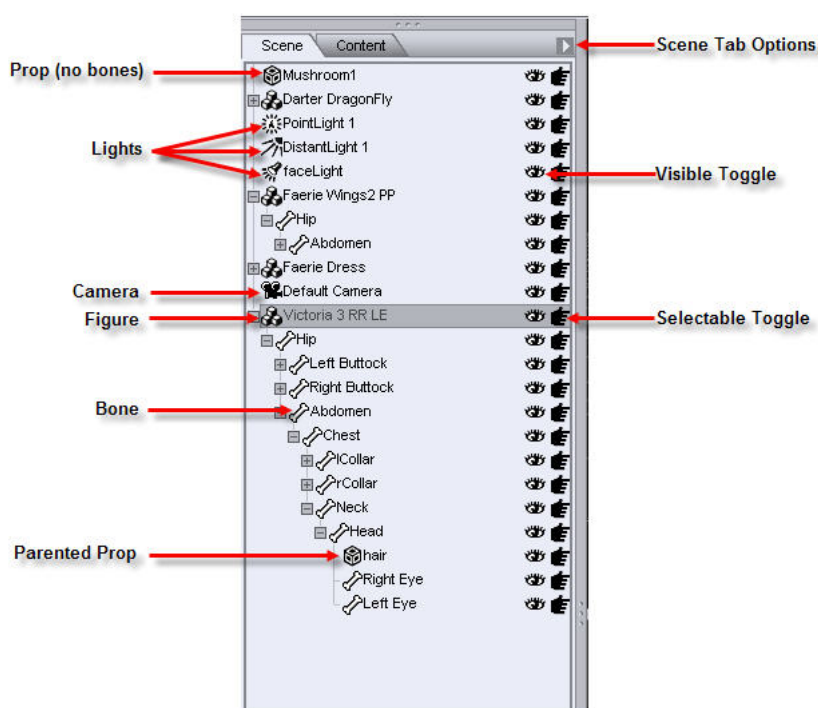 Scene Content
Scene Tab Options
Prop (no bones)
Mushroom1
Darter DragonFly
PointLight 1
Lights
DistantLight 1
faceLight
Visible Toggle
Faerie Wings2 PP
Hip
Abdomen
Faerie Dress
Camera
Default Camera
Figure
Victoria 3 RR LE
Selectable Toggle
Hip
Left Buttock
Right Buttock
Bone
Abdomen
Chest
lCollar
rCollar
Neck
Head
Parented Prop
hair
Right Eye
Left Eye